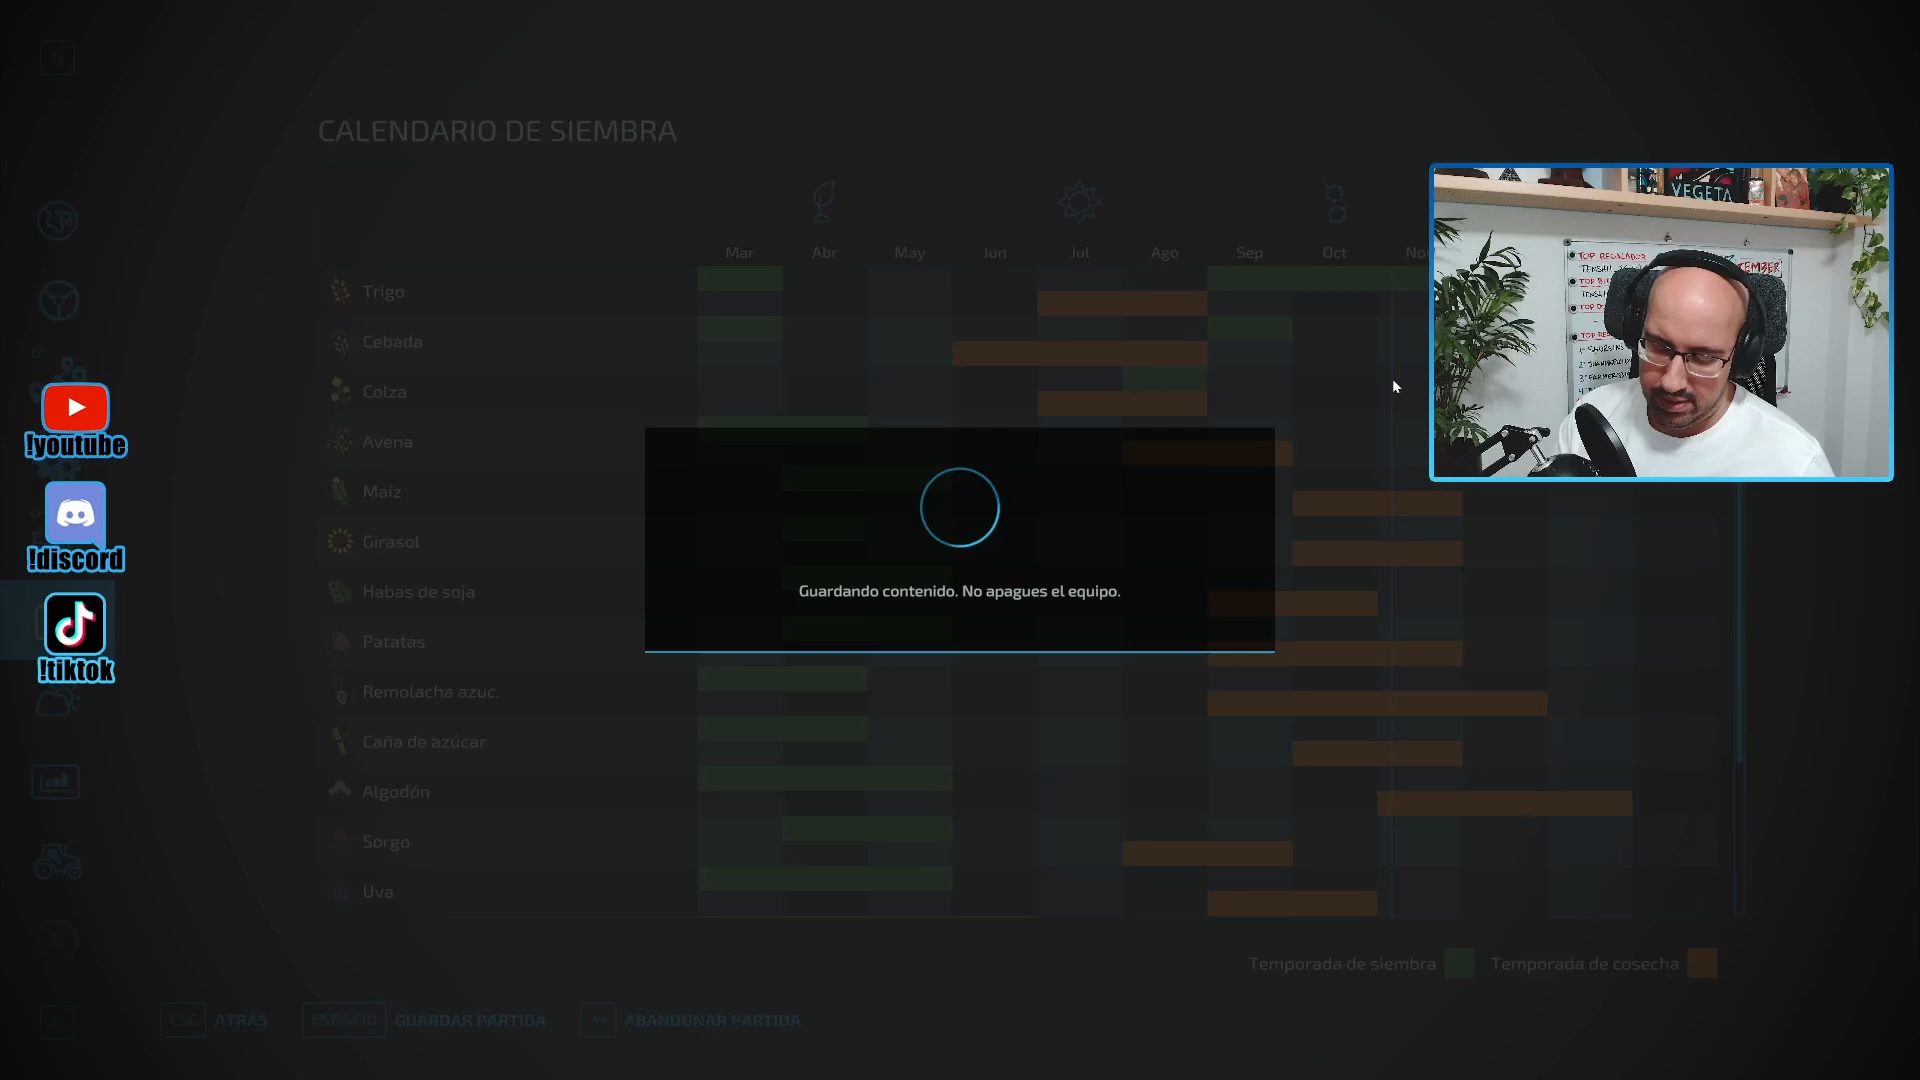 CALENDARIO DE SIEMBRA
Mar Abr May Jun Jul Ago Sep Oct
Trigo
Cebada
Colza
Avena
Maíz
Girasol
Habas de soja
Patatas
Remolacha azuc.
Caña de azúcar
Algodón
Sorgo
Uva
Guardando contenido. No apagues el equipo.
Temporada de siembra
Temporada de cosecha
ESC ATRÁS
ESPACIO GUARDAR PARTIDA
ABANDONAR PARTIDA
!youtube
!discord
!tiktok
VEGETA
TOP REGALADOR